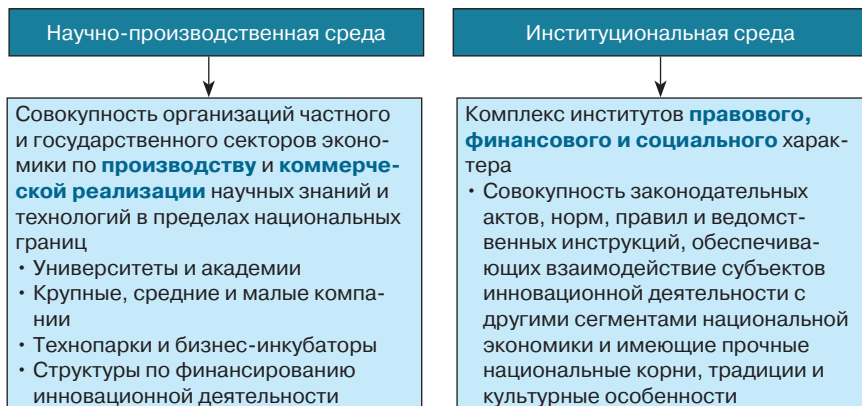 Научно-производственная среда
Совокупность организаций частного
и государственного секторов эконо-
мики по производству и коммерче-
ской реализации научных знаний и
технологий в пределах национальных
границ
• Университеты и академии
• Крупные, средние и малые компа-
нии
• Технопарки и бизнес-инкубаторы
• Структуры по финансированию
инновационной деятельности
Институциональная среда
Комплекс институтов правового,
финансового и социального харак-
тера
• Совокупность законодательных
актов, норм, правил и ведомст-
венных инструкций, обеспечива-
ющих взаимодействие субъектов
инновационной деятельности с
другими сегментами национальной
экономики и имеющие прочные
национальные корни, традиции и
культурные особенности